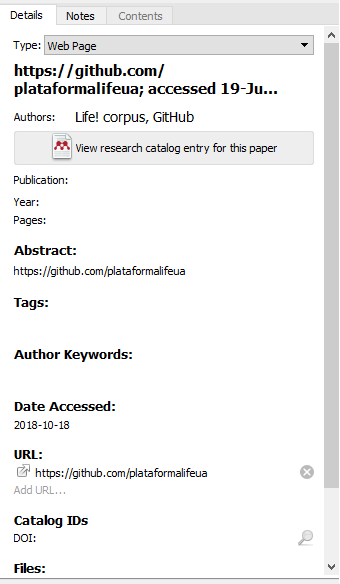 Details
Notes
Contents
Type: Web Page
https://github.com/
plataformalifeua; accessed 19-Ju...
Authors: Life! corpus, GitHub
View research catalog entry for this paper
Publication:
Year:
Pages:
Abstract:
https://github.com/plataformalifeua
Tags:
Author Keywords:
Date Accessed:
2018-10-18
URL:
https://github.com/plataformalifeua
Add URL...
Catalog IDs
DOI:
Files: